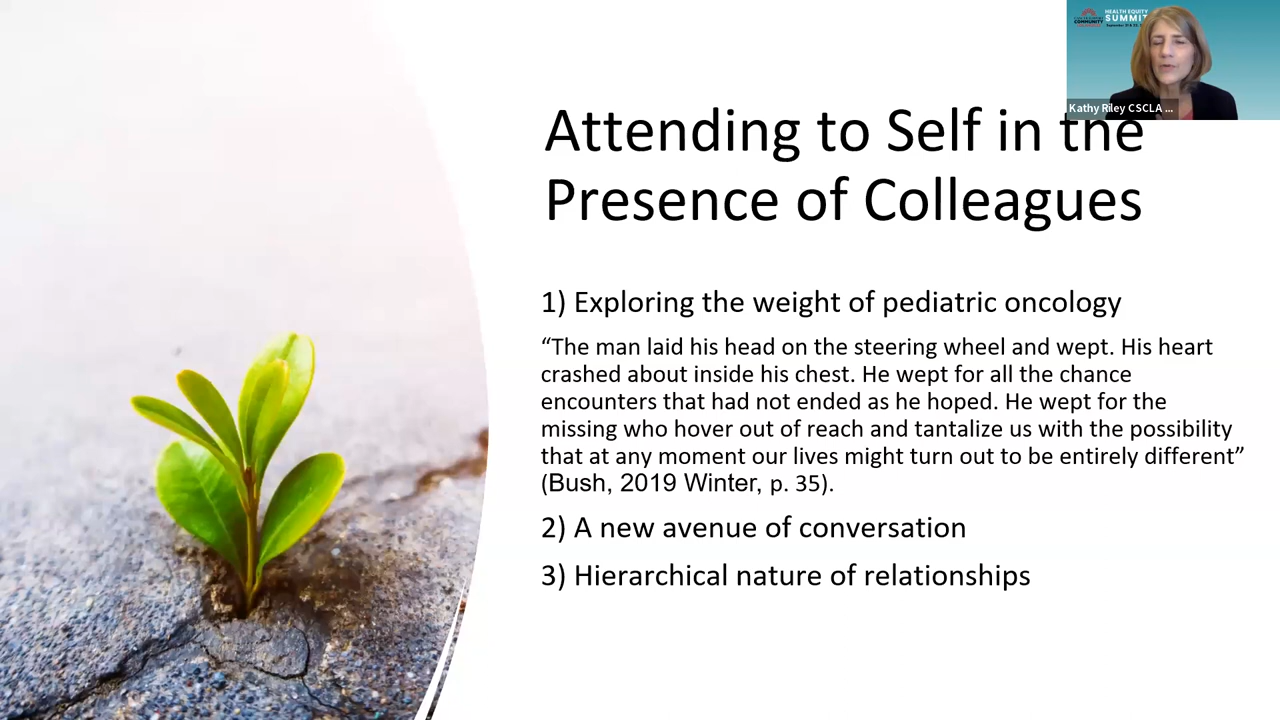 HEALTH EQUITY
COMMUNITY
SUMMIT
Kathy Riley CSCLA ...
Attending to Self in the
Presence of Colleagues
1) Exploring the weight of pediatric oncology
“The man laid his head on the steering wheel and wept. His heart
crashed about inside his chest. He wept for all the chance
encounters that had not ended as he hoped. He wept for the
missing who hover out of reach and tantalize us with the possibility
that at any moment our lives might turn out to be entirely different”
(Bush, 2019 Winter, p. 35).
2) A new avenue of conversation
3) Hierarchical nature of relationships